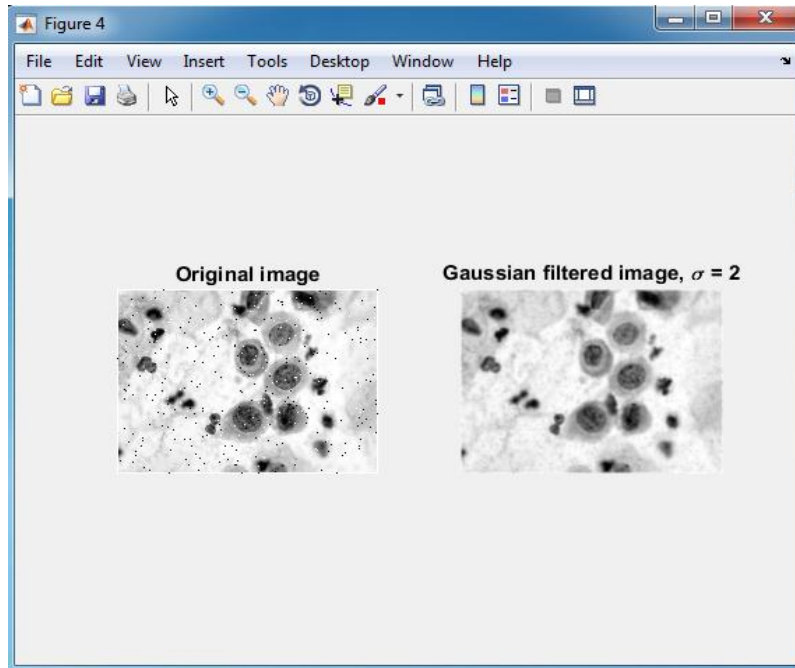 Figure 4
File Edit View Insert Tools Desktop Window Help
Original image
Gaussian filtered image, σ = 2